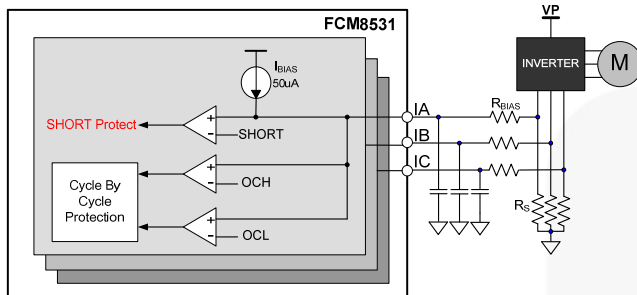 FCM8531
VP
IBIAS
50uA
INVERTER
M
SHORT Protect
+
-
SHORT
IA
RBIAS
IB
IC
Cycle By
Cycle
Protection
+
-
OCH
+
-
OCL
RS